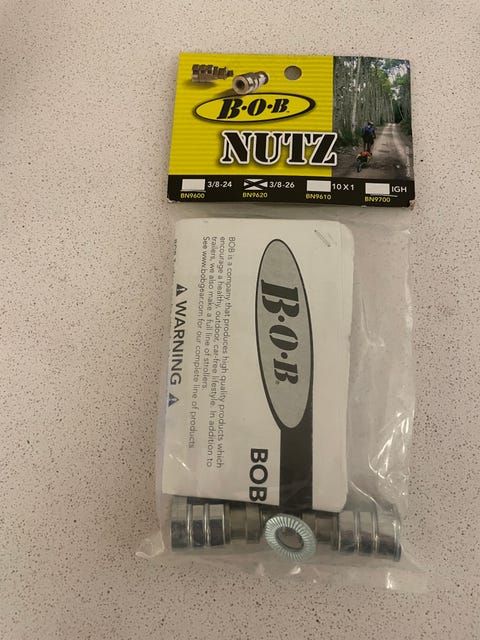 B·O·B
NUTZ
3/8-24 3/8-26 10 X 1 IGH
BN9600 BN9620 BN9610 BN9700
BOB is a company that produces high quality products which
encourage a healthy, outdoor, car-free lifestyle. In addition to
trailers, we also make a full line of strollers.
See www.bobgear.com for our complete line of products
WARNING
B·O·B®
BOB